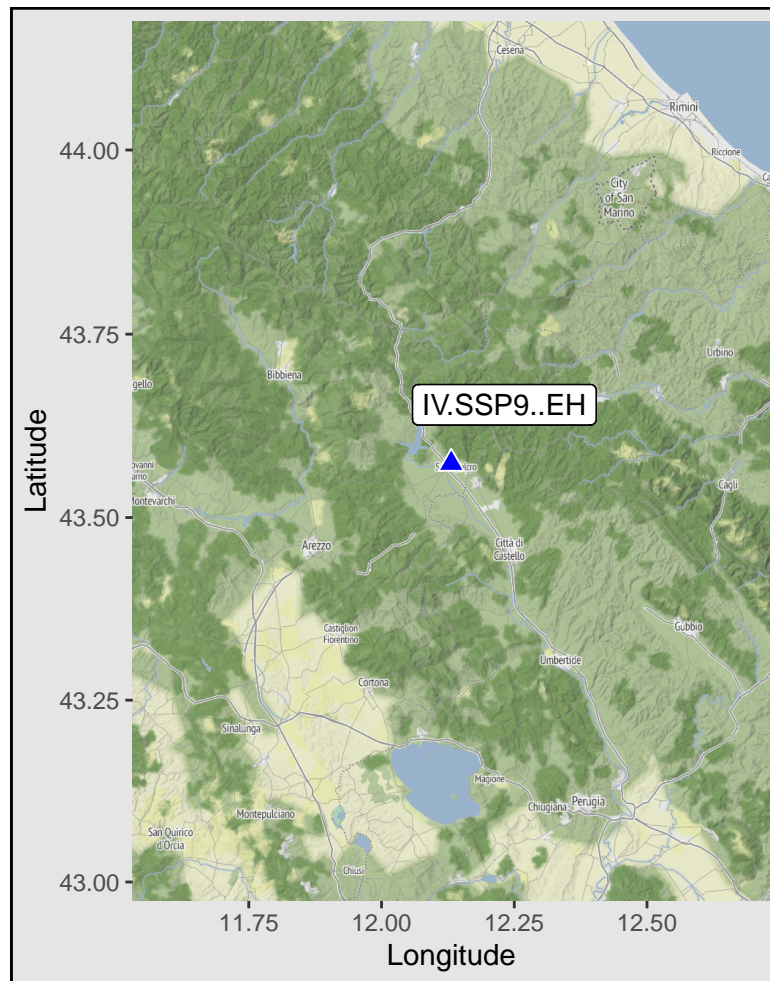 Cesena
Rimini
Riccione
44.00
City
of San
Marino
43.75
Urbino
Bibbiena
IV.SSP9..EH
Latitude
Cagli
Montevarchi
43.50
Arezzo
Città di
Castello
Castiglion
Fiorentino
Gubbio
Umbertide
Cortona
43.25
Sinalunga
Magione
Chiugiana
Perugia
Montepulciano
San Quirico
d'Orcia
Chiusi
43.00
11.75
12.00
12.25
12.50
Longitude